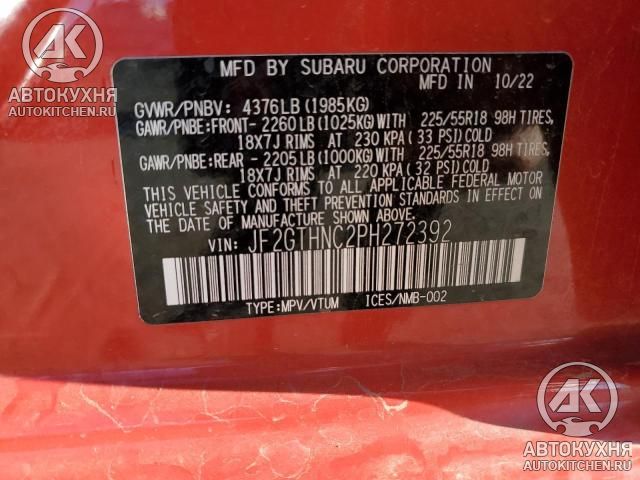 AK
АВТОКУХНЯ
AUTOKITCHEN.RU
MFD BY SUBARU CORPORATION
MFD IN 10/22
GVWR/PNBV: 4376LB (1985KG)
GAWR/PNBE:FRONT- 2260LB (1025KG) WITH 225/55R18 98H TIRES,
18X7J RIMS AT 230 KPA (33 PSI) COLD
GAWR/PNBE:REAR - 2205LB (1000KG) WITH 225/55R18 98H TIRES,
18X7J RIMS AT 220 KPA (32 PSI) COLD
THIS VEHICLE CONFORMS TO ALL APPLICABLE FEDERAL MOTOR
VEHICLE SAFETY AND THEFT PREVENTION STANDARDS IN EFFECT ON
THE DATE OF MANUFACTURE SHOWN ABOVE.
VIN: JF2GTHNC2PH272392
TYPE:MPV/VTUM ICES/NMB-002
AK
АВТОКУХНЯ
AUTOKITCHEN.RU